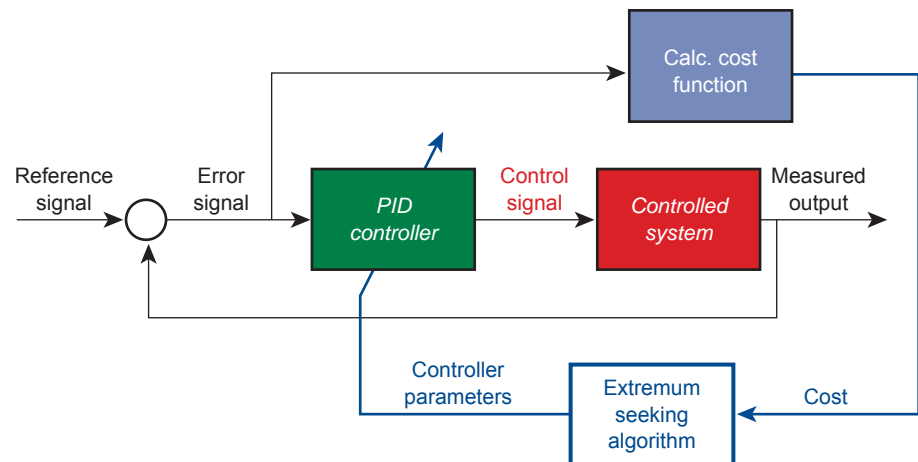 Calc. cost
function
Reference
signal
Error
signal
PID
controller
Control
signal
Controlled
system
Measured
output
Controller
parameters
Extremum
seeking
algorithm
Cost